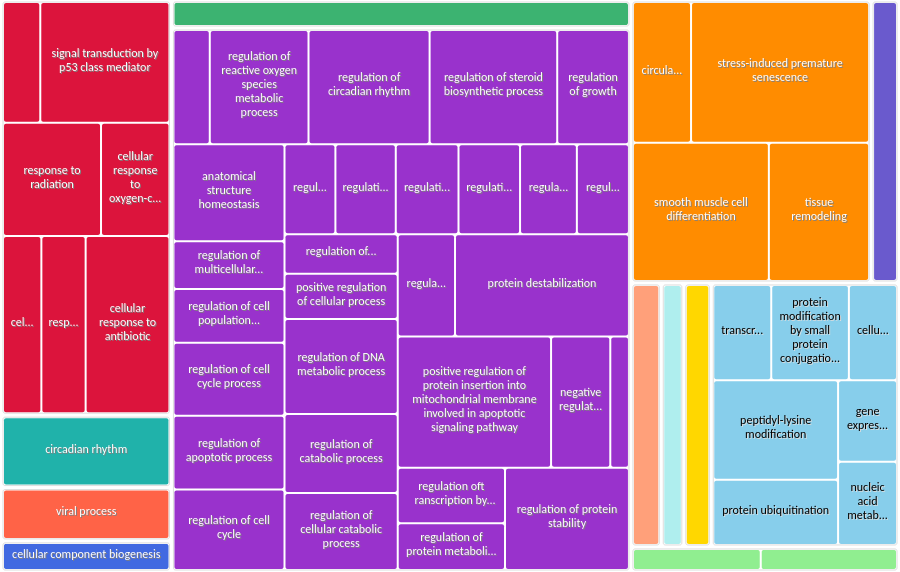 signal transduction by
p53 class mediator
response to
radiation
cellular
response
to
oxygen-c...
cel...
resp...
cellular
response to
antibiotic
circadian rhythm
viral process
cellular component biogenesis
regulation of
reactive oxygen
species
metabolic
process
regulation of
circadian rhythm
regulation of steroid
biosynthetic process
regulation
of growth
anatomical
structure
homeostasis
regul...
regulati...
regulati...
regulati...
regula...
regul...
regulation of
multicellular...
regulation of cell
population...
regulation of cell
cycle process
regulation of
apoptotic process
regulation of cell
cycle
regulation of...
positive regulation
of cellular process
regulation of DNA
metabolic process
regulation of
catabolic process
regulation of
cellular catabolic
process
regula...
protein destabilization
positive regulation of
protein insertion into
mitochondrial membrane
involved in apoptotic
signaling pathway
negative
regulat...
regulation oft
ranscription by...
regulation of
protein metaboli...
regulation of protein
stability
circula...
stress-induced premature
senescence
smooth muscle cell
differentiation
tissue
remodeling
transcr...
protein
modification
by small
protein
conjugatio...
cellu...
peptidyl-lysine
modification
gene
expres...
protein ubiquitination
nucleic
acid
metab...